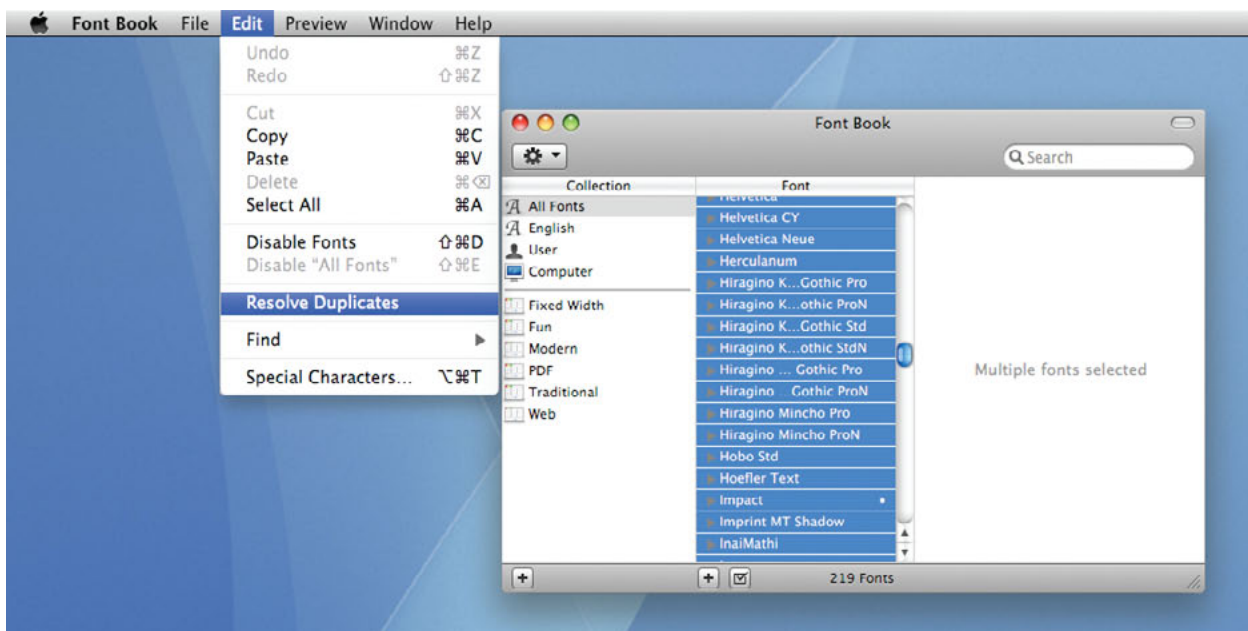 Font Book File Edit Preview Window Help
Undo ⌘Z
Redo ⇧⌘Z
Cut ⌘X
Copy ⌘C
Paste ⌘V
Delete ⌘⌫
Select All ⌘A
Disable Fonts ⇧⌘D
Disable “All Fonts” ⇧⌘E
Resolve Duplicates
Find
Special Characters... ⌥⌘T
Font Book
Search
Collection
All Fonts
English
User
Computer
Fixed Width
Fun
Modern
PDF
Traditional
Web
Font
Helvetica
Helvetica CY
Helvetica Neue
Herculanum
Hiragino K...Gothic Pro
Hiragino K...othic ProN
Hiragino K...Gothic Std
Hiragino K...othic StdN
Hiragino ... Gothic Pro
Hiragino ...Gothic ProN
Hiragino Mincho Pro
Hiragino Mincho ProN
Hobo Std
Hoefler Text
Impact
Imprint MT Shadow
InaiMathi
Multiple fonts selected
219 Fonts